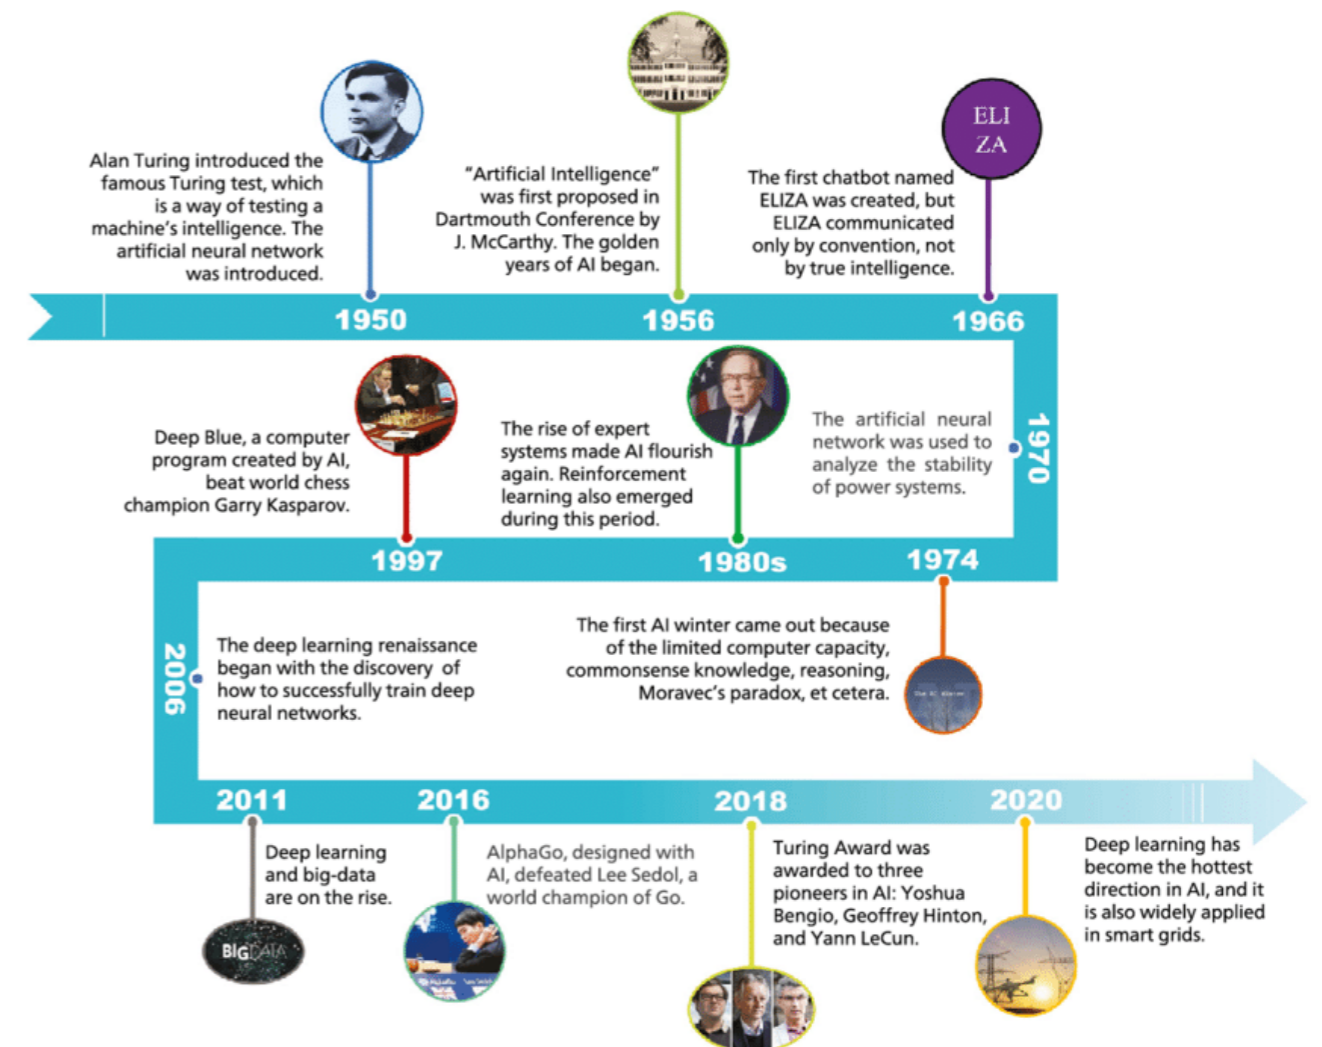 ELI
ZA
Alan Turing introduced the
famous Turing test, which
is a way of testing a
machine's intelligence. The
artificial neural network
was introduced.
"Artificial Intelligence"
was first proposed in
Dartmouth Conference by
J. McCarthy. The golden
years of AI began.
The first chatbot named
ELIZA was created, but
ELIZA communicated
only by convention, not
by true intelligence.
1950
1956
1966
1970
The artificial neural
network was used to
analyze the stability
of power systems.
The rise of expert
systems made AI flourish
again. Reinforcement
learning also emerged
during this period.
Deep Blue, a computer
program created by AI,
beat world chess
champion Garry Kasparov.
1997
1980s
1974
The first AI winter came out because
of the limited computer capacity,
commonsense knowledge, reasoning,
Moravec's paradox, et cetera.
The AI Winter
2006
The deep learning renaissance
began with the discovery of
how to successfully train deep
neural networks.
2011
2016
2018
2020
Deep learning
and big-data
are on the rise.
BIG DATA
AlphaGo, designed with
AI, defeated Lee Sedol, a
world champion of Go.
Turing Award was
awarded to three
pioneers in AI: Yoshua
Bengio, Geoffrey Hinton,
and Yann LeCun.
Deep learning has
become the hottest
direction in AI, and it
is also widely applied
in smart grids.